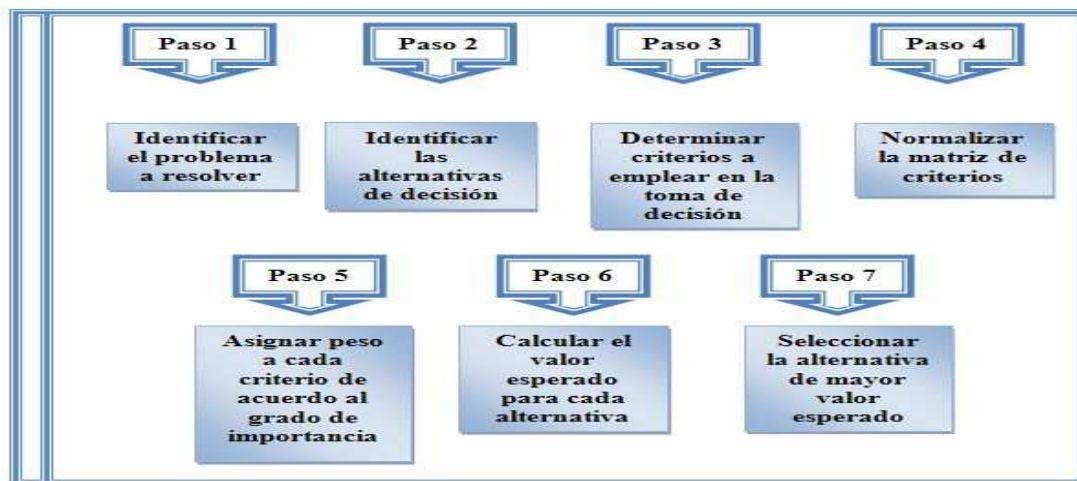 Paso 1
Paso 2
Paso 3
Paso 4
Identificar
el problema
a resolver
Identificar
las
alternativas
de decisión
Determinar
criterios a
emplear en la
toma de
decisión
Normalizar
la matriz de
criterios
Paso 5
Paso 6
Paso 7
Asignar peso
a cada
criterio de
acuerdo al
grado de
importancia
Calcular el
valor
esperado
para cada
alternativa
Seleccionar
la alternativa
de mayor
valor
esperado